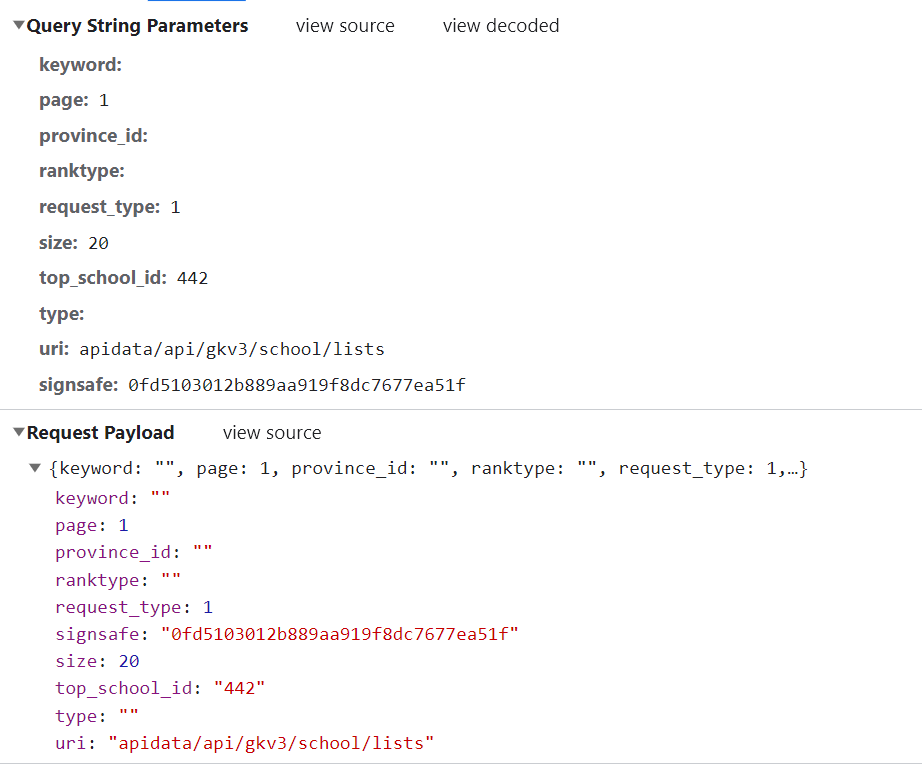 Query String Parameters view source view decoded
keyword:
page: 1
province_id:
ranktype:
request_type: 1
size: 20
top_school_id: 442
type:
uri: apidata/api/gkv3/school/lists
signsafe: 0fd5103012b889aa919f8dc7677ea51f
Request Payload view source
{keyword: "", page: 1, province_id: "", ranktype: "", request_type: 1,…}
keyword: ""
page: 1
province_id: ""
ranktype: ""
request_type: 1
signsafe: "0fd5103012b889aa919f8dc7677ea51f"
size: 20
top_school_id: "442"
type: ""
uri: "apidata/api/gkv3/school/lists"